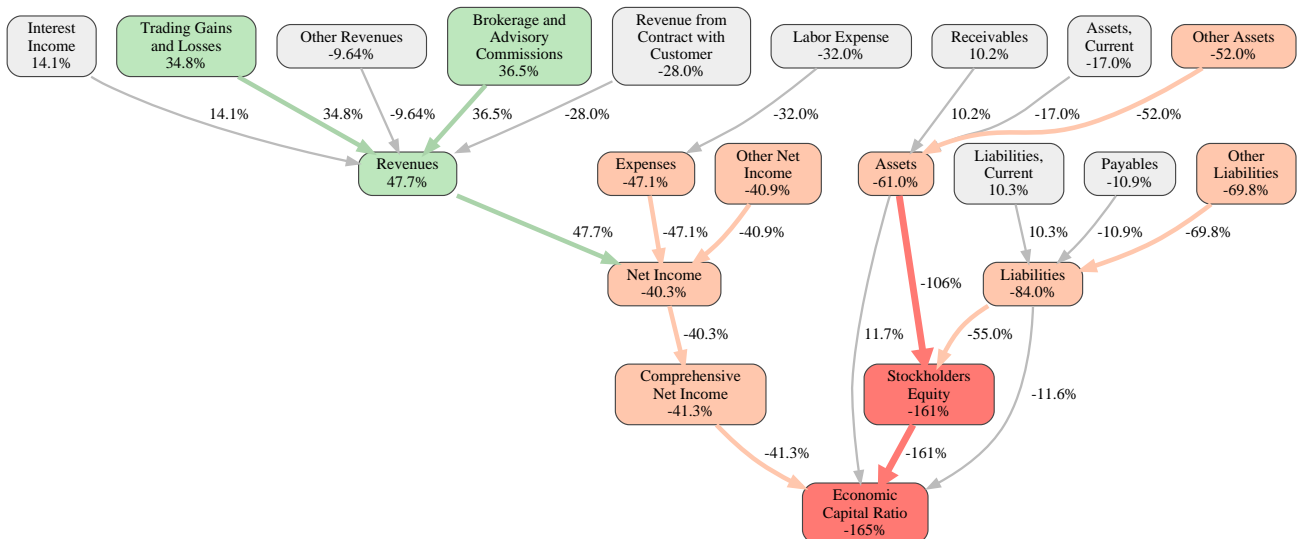 Interest
Income
14.1%
Trading Gains
and Losses
34.8%
Other Revenues
-9.64%
Brokerage and
Advisory
Commissions
36.5%
Revenue from
Contract with
Customer
-28.0%
Labor Expense
-32.0%
Receivables
10.2%
Assets,
Current
-17.0%
Other Assets
-52.0%
14.1%
34.8%
-9.64%
36.5%
-28.0%
-32.0%
10.2%
-17.0%
-52.0%
Revenues
47.7%
Expenses
-47.1%
Other Net
Income
-40.9%
Assets
-61.0%
Liabilities,
Current
10.3%
Payables
-10.9%
Other
Liabilities
-69.8%
47.7%
-47.1%
-40.9%
10.3%
-10.9%
-69.8%
Net Income
-40.3%
-106%
Liabilities
-84.0%
-40.3%
11.7%
-55.0%
Comprehensive
Net Income
-41.3%
Stockholders
Equity
-161%
-11.6%
-41.3%
-161%
Economic
Capital Ratio
-165%